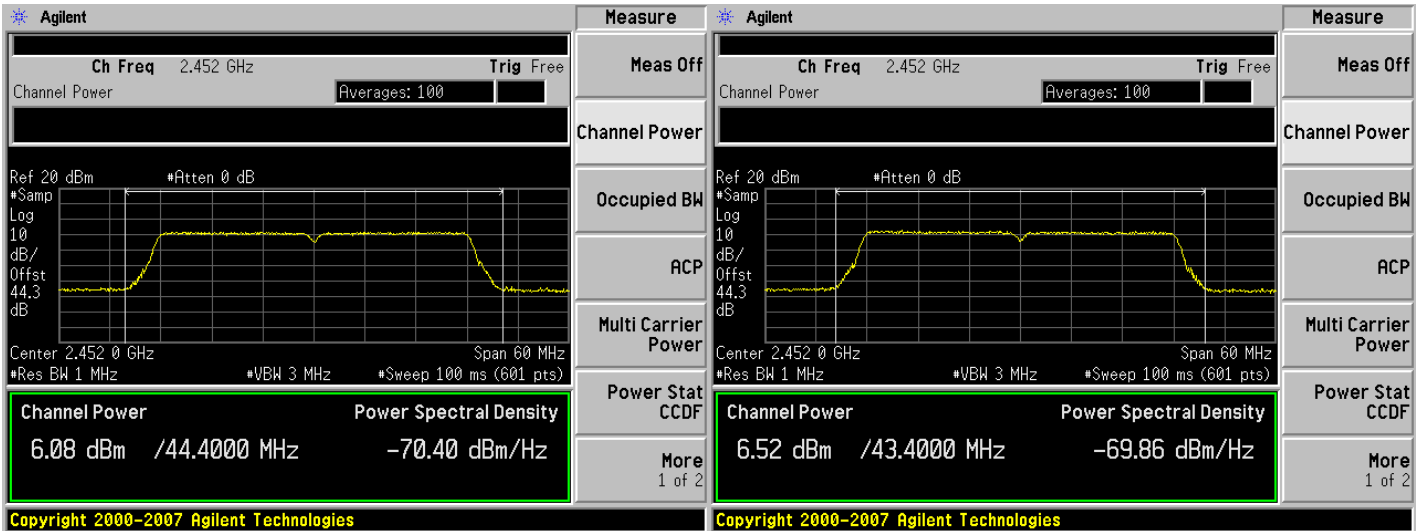 Agilent
Ch Freq 2.452 GHz Trig Free
Channel Power Averages: 100
Ref 20 dBm #Atten 0 dB
#Samp
Log
10
dB/
Offst
44.3
dB
Center 2.452 0 GHz Span 60 MHz
#Res BW 1 MHz #VBW 3 MHz #Sweep 100 ms (601 pts)
Channel Power Power Spectral Density
6.08 dBm /44.4000 MHz -70.40 dBm/Hz
Copyright 2000-2007 Agilent Technologies
Measure
Meas Off
Channel Power
Occupied BW
ACP
Multi Carrier
Power
Power Stat
CCDF
More
1 of 2
Agilent
Ch Freq 2.452 GHz Trig Free
Channel Power Averages: 100
Ref 20 dBm #Atten 0 dB
#Samp
Log
10
dB/
Offst
44.3
dB
Center 2.452 0 GHz Span 60 MHz
#Res BW 1 MHz #VBW 3 MHz #Sweep 100 ms (601 pts)
Channel Power Power Spectral Density
6.52 dBm /43.4000 MHz -69.86 dBm/Hz
Copyright 2000-2007 Agilent Technologies
Measure
Meas Off
Channel Power
Occupied BW
ACP
Multi Carrier
Power
Power Stat
CCDF
More
1 of 2